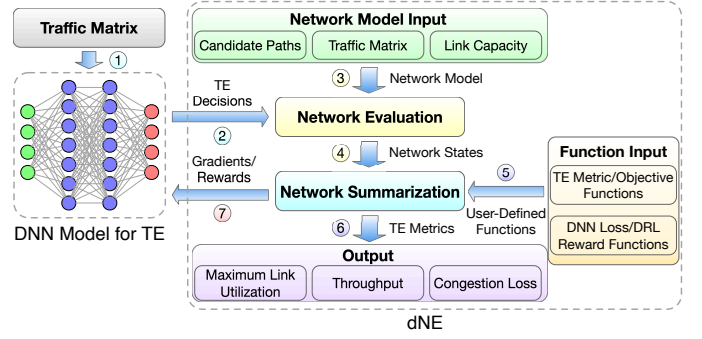 Traffic Matrix
1
DNN Model for TE
TE
Decisions
2
Gradients/
Rewards
7
Network Model Input
Candidate Paths
Traffic Matrix
Link Capacity
3
Network Model
Network Evaluation
4
Network States
Network Summarization
5
User-Defined
Functions
Function Input
TE Metric/Objective
Functions
DNN Loss/DRL
Reward Functions
6
TE Metrics
Output
Maximum Link
Utilization
Throughput
Congestion Loss
dNE